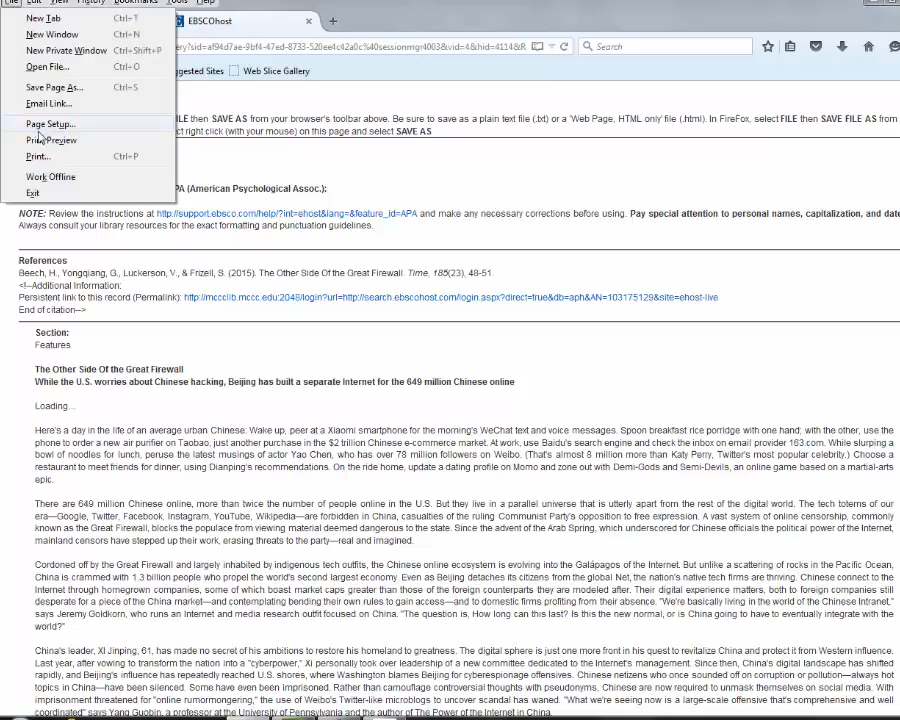 File Edit View History Bookmarks Tools Help
New Tab Ctrl+T
EBSCOhost
New Window Ctrl+N
New Private Window Ctrl+Shift+P
query?sid=af94d7ae-9bf4-47ed-8733-520ee4c42a0c%40sessionmgr4003&vid=4&hid=4114&R
Search
Open File... Ctrl+O
ggested Sites
Web Slice Gallery
Save Page As... Ctrl+S
Email Link...
Page Setup...
Print Preview
Print... Ctrl+P
Work Offline
Exit
ILE then SAVE AS from your browser's toolbar above. Be sure to save as a plain text file (.txt) or a 'Web Page, HTML only' file (.html). In FireFox, select FILE then SAVE FILE AS from
ct right click (with your mouse) on this page and select SAVE AS
PA (American Psychological Assoc.):
NOTE: Review the instructions at http://support.ebsco.com/help/?int=ehost&lang=&feature_id=APA and make any necessary corrections before using. Pay special attention to personal names, capitalization, and date
Always consult your library resources for the exact formatting and punctuation guidelines.
References
Beech, H., Yongqiang, G., Luckerson, V., & Frizell, S. (2015). The Other Side Of the Great Firewall. Time, 185(23), 48-51.
<!--Additional Information:
Persistent link to this record (Permalink): http://mccclib.mccc.edu:2048/login?url=http://search.ebscohost.com/login.aspx?direct=true&db=aph&AN=103175129&site=ehost-live
End of citation-->
Section:
Features
The Other Side of the Great Firewall
While the U.S. worries about Chinese hacking, Beijing has built a separate Internet for the 649 million Chinese online
Loading...
Here's a day in the life of an average urban Chinese: Wake up, peer at a Xiaomi smartphone for the morning's WeChat text and voice messages. Spoon breakfast rice porridge with one hand; with the other, use the
phone to order a new air purifier on Taobao, just another purchase in the $2 trillion Chinese e-commerce market. At work, use Baidu's search engine and check the inbox on email provider 163.com. While slurping a
bowl of noodles for lunch, peruse the latest musings of actor Yao Chen, who has over 78 million followers on Weibo. (That's almost 8 million more than Katy Perry, Twitter's most popular celebrity.) Choose a
restaurant to meet friends for dinner, using Dianping's recommendations. On the ride home, update a dating profile on Momo and zone out with Demi-Gods and Semi-Devils, an online game based on a martial-arts
epic.
There are 649 million Chinese online, more than twice the number of people online in the U.S. But they live in a parallel universe that is utterly apart from the rest of the digital world. The tech totems of our
era—Google, Twitter, Facebook, Instagram, YouTube, Wikipedia—are forbidden in China, casualties of the ruling Communist Party's opposition to free expression. A vast system of online censorship, commonly
known as the Great Firewall, blocks the populace from viewing material deemed dangerous to the state. Since the advent of the Arab Spring, which underscored for Chinese officials the political power of the Internet,
mainland censors have stepped up their work, erasing threats to the party—real and imagined.
Cordoned off by the Great Firewall and largely inhabited by indigenous tech outfits, the Chinese online ecosystem is evolving into the Galápagos of the Internet. But unlike a scattering of rocks in the Pacific Ocean,
China is crammed with 1.3 billion people who propel the world's second largest economy. Even as Beijing detaches its citizens from the global Net, the nation's native tech firms are thriving. Chinese connect to the
Internet through homegrown companies, some of which boast market caps greater than those of the foreign counterparts they are modeled after. Their digital experience matters, both to foreign companies still
desperate for a piece of the China market—and contemplating bending their own rules to gain access—and to domestic firms profiting from their absence. "We're basically living in the world of the Chinese Intranet,"
says Jeremy Goldkorn, who runs an Internet and media research outfit focused on China. "The question is, How long can this last? Is this the new normal, or is China going to have to eventually integrate with the
world?"
China's leader, XI Jinping, 61, has made no secret of his ambitions to restore his homeland to greatness. The digital sphere is just one more front in his quest to revitalize China and protect it from Western influence.
Last year, after vowing to transform the nation into a "cyberpower," Xi personally took over leadership of a new committee dedicated to the Internet's management. Since then, China's digital landscape has shifted
rapidly, and Beijing's influence has repeatedly reached U.S. shores, where Washington blames Beijing for cyberespionage offensives. Chinese netizens who once sounded off on corruption or pollution—always hot
topics in China—have been silenced. Some have even been imprisoned. Rather than camouflage controversial thoughts with pseudonyms, Chinese are now required to unmask themselves on social media. With
imprisonment threatened for "online rumormongering," the use of Weibo's Twitter-like microblogs to uncover scandal has waned. "What we're seeing now is a large-scale offensive that's comprehensive and well
coordinated" says Yang Guobin, a professor at the University of Pennsylvania and the author of The Power of the Internet in China.